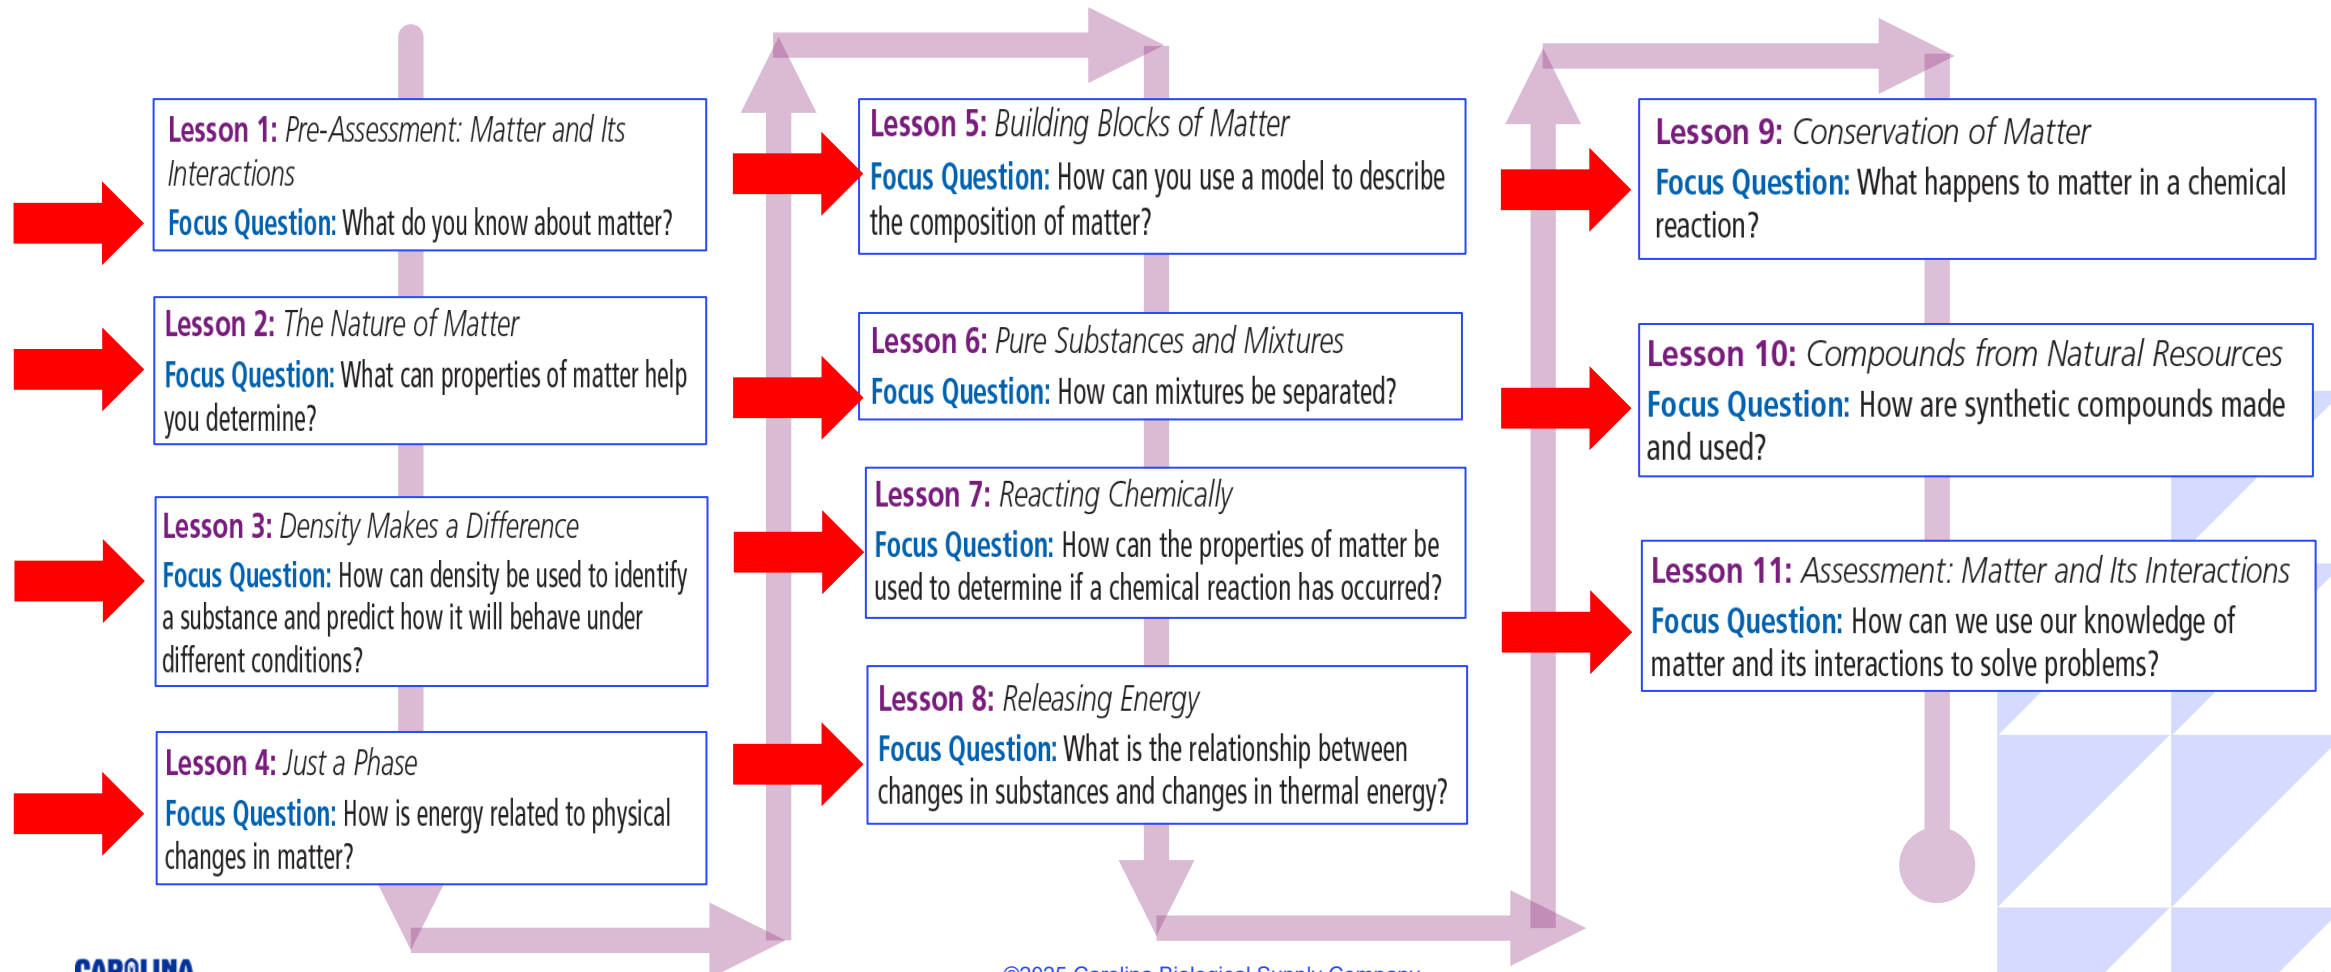 Lesson 1: Pre-Assessment: Matter and Its
Interactions
Focus Question: What do you know about matter?
Lesson 2: The Nature of Matter
Focus Question: What can properties of matter help
you determine?
Lesson 3: Density Makes a Difference
Focus Question: How can density be used to identify
a substance and predict how it will behave under
different conditions?
Lesson 4: Just a Phase
Focus Question: How is energy related to physical
changes in matter?
Lesson 5: Building Blocks of Matter
Focus Question: How can you use a model to describe
the composition of matter?
Lesson 6: Pure Substances and Mixtures
Focus Question: How can mixtures be separated?
Lesson 7: Reacting Chemically
Focus Question: How can the properties of matter be
used to determine if a chemical reaction has occurred?
Lesson 8: Releasing Energy
Focus Question: What is the relationship between
changes in substances and changes in thermal energy?
Lesson 9: Conservation of Matter
Focus Question: What happens to matter in a chemical
reaction?
Lesson 10: Compounds from Natural Resources
Focus Question: How are synthetic compounds made
and used?
Lesson 11: Assessment: Matter and Its Interactions
Focus Question: How can we use our knowledge of
matter and its interactions to solve problems?
CAROLINA
©2025 Carolina Biological Supply Company